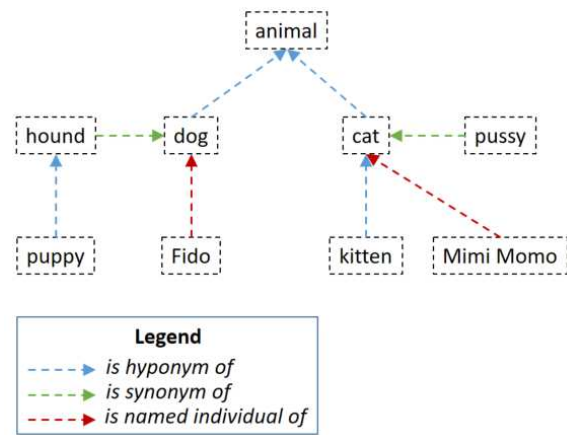 animal
hound
dog
cat
pussy
puppy
Fido
kitten
Mimi Momo
Legend
is hyponym of
is synonym of
is named individual of